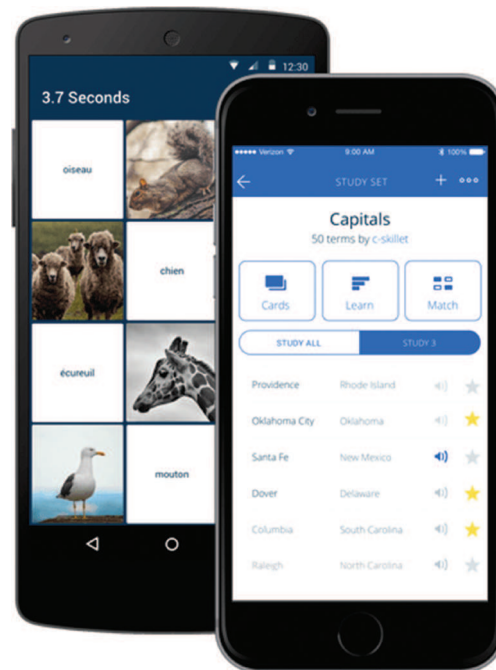 12:30
3.7 Seconds
oiseau
chien
écureuil
mouton
Verizon 9:00 AM 100%
STUDY SET
Capitals
50 terms by c-skillet
Cards Learn Match
STUDY ALL STUDY 3
Providence Rhode Island
Oklahoma City Oklahoma
Santa Fe New Mexico
Dover Delaware
Columbia South Carolina
Raleigh North Carolina